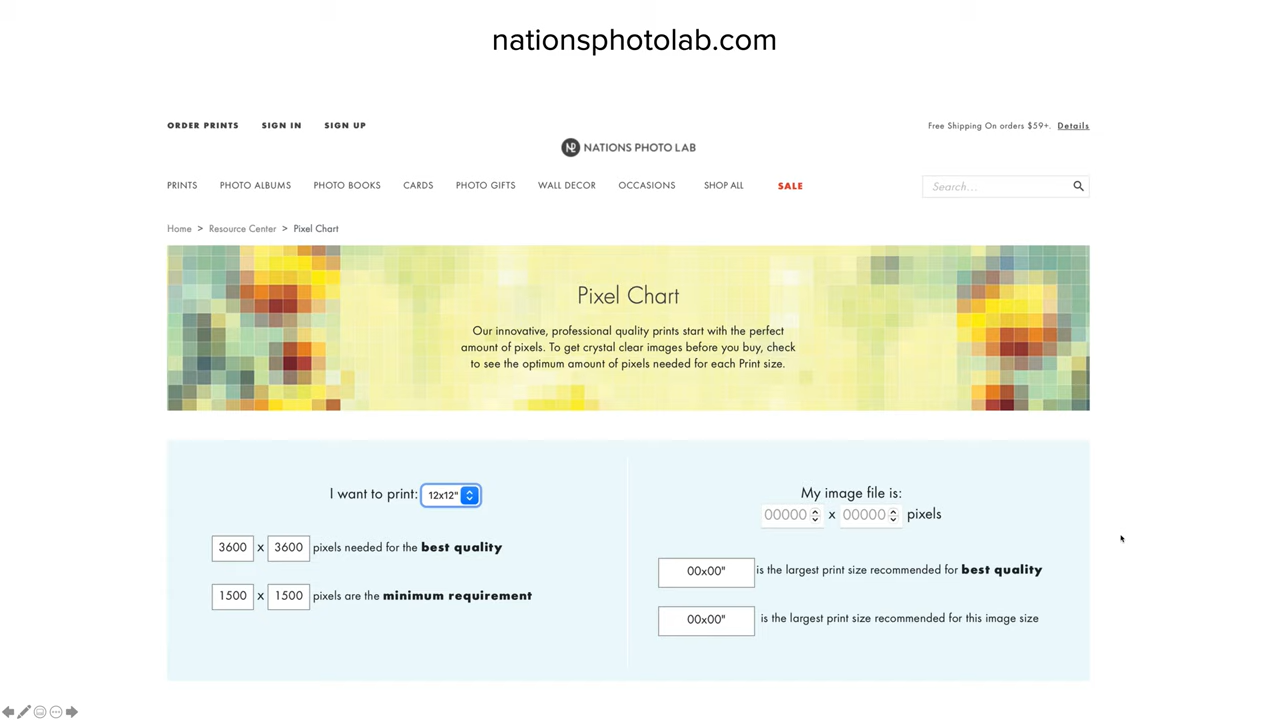 nationsphotolab.com
ORDER PRINTS SIGN IN SIGN UP
Free Shipping On orders $59+. Details
NATIONS PHOTO LAB
PRINTS PHOTO ALBUMS PHOTO BOOKS CARDS PHOTO GIFTS WALL DECOR OCCASIONS SHOP ALL SALE
Search...
Home > Resource Center > Pixel Chart
Pixel Chart
Our innovative, professional quality prints start with the perfect
amount of pixels. To get crystal clear images before you buy, check
to see the optimum amount of pixels needed for each Print size.
I want to print: 12x12"
3600 x 3600 pixels needed for the best quality
1500 x 1500 pixels are the minimum requirement
My image file is:
00000 x 00000 pixels
00x00" is the largest print size recommended for best quality
00x00" is the largest print size recommended for this image size